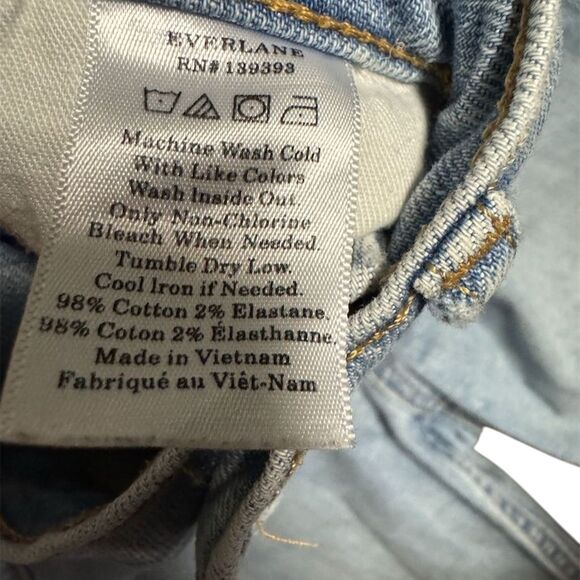 EVERLANE
RN# 139393
Machine Wash Cold
With Like Colors
Wash Inside Out
Only Non-Chlorine
Bleach When Needed
Tumble Dry Low.
Cool Iron if Needed.
98% Cotton 2% Elastane
98% Coton 2% Elasthanne
Made in Vietnam
Fabriqué au Viêt-Nam